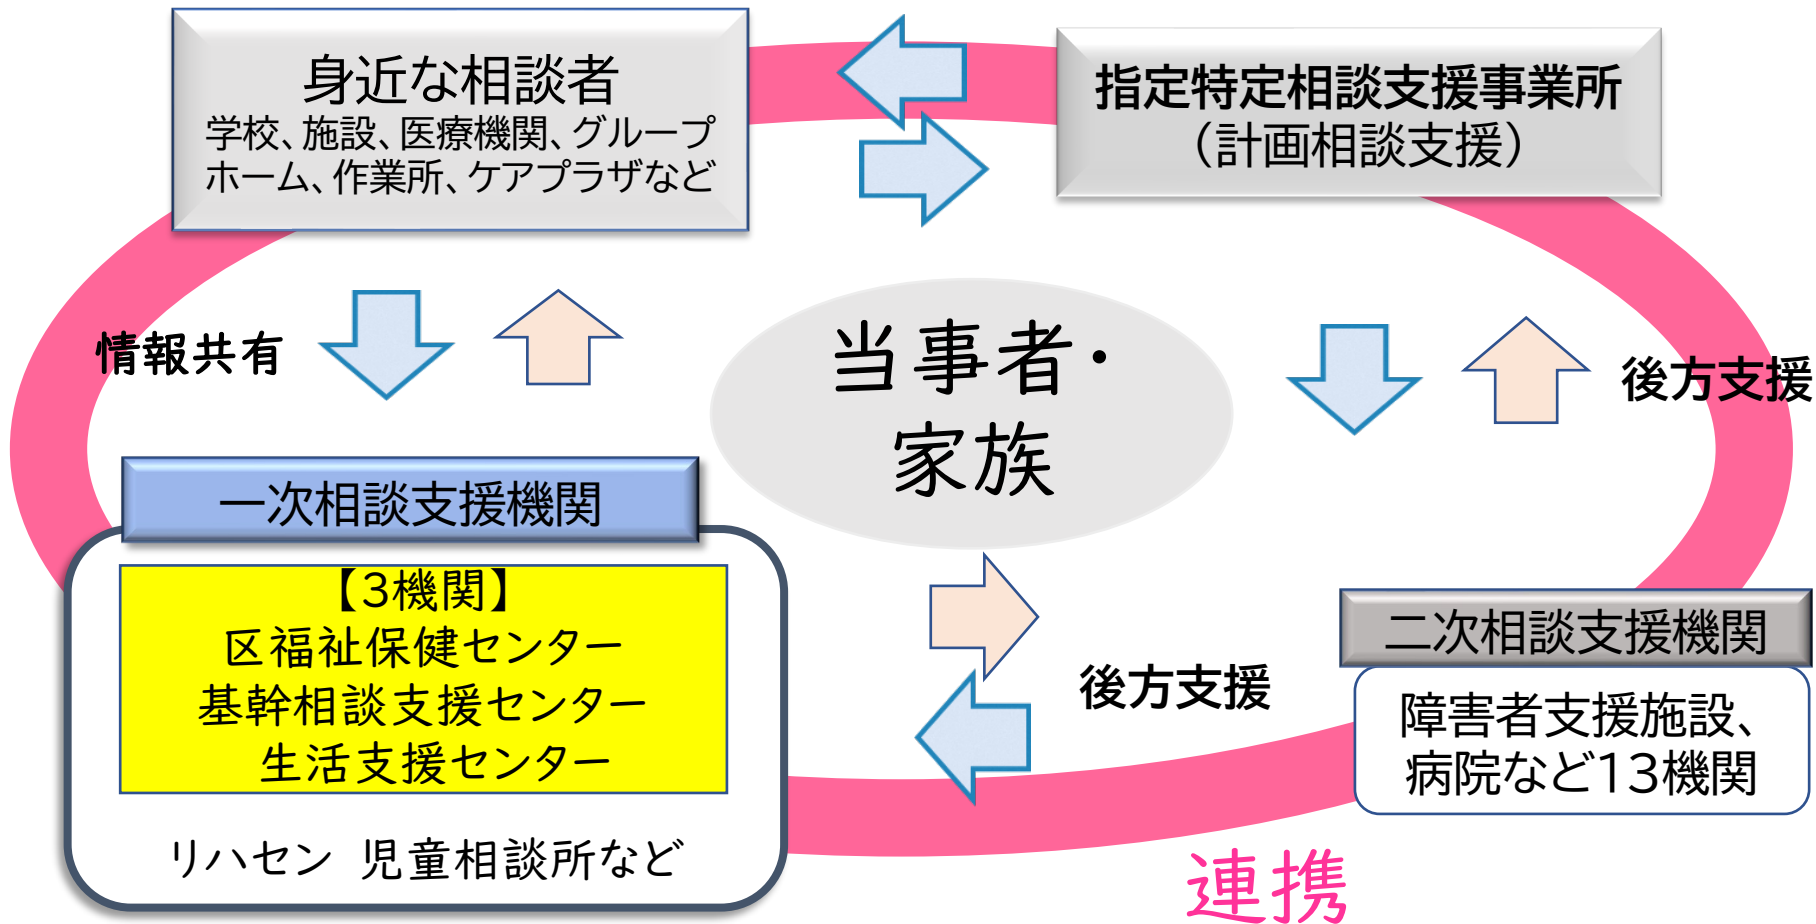 身近な相談者
学校、施設、医療機関、グループ
ホーム、作業所、ケアプラザなど
指定特定相談支援事業所
（計画相談支援）
情報共有
当事者・
家族
後方支援
一次相談支援機関
【3機関】
区福祉保健センター
基幹相談支援センター
生活支援センター
リハセン 児童相談所など
後方支援
二次相談支援機関
障害者支援施設、
病院など13機関
連携